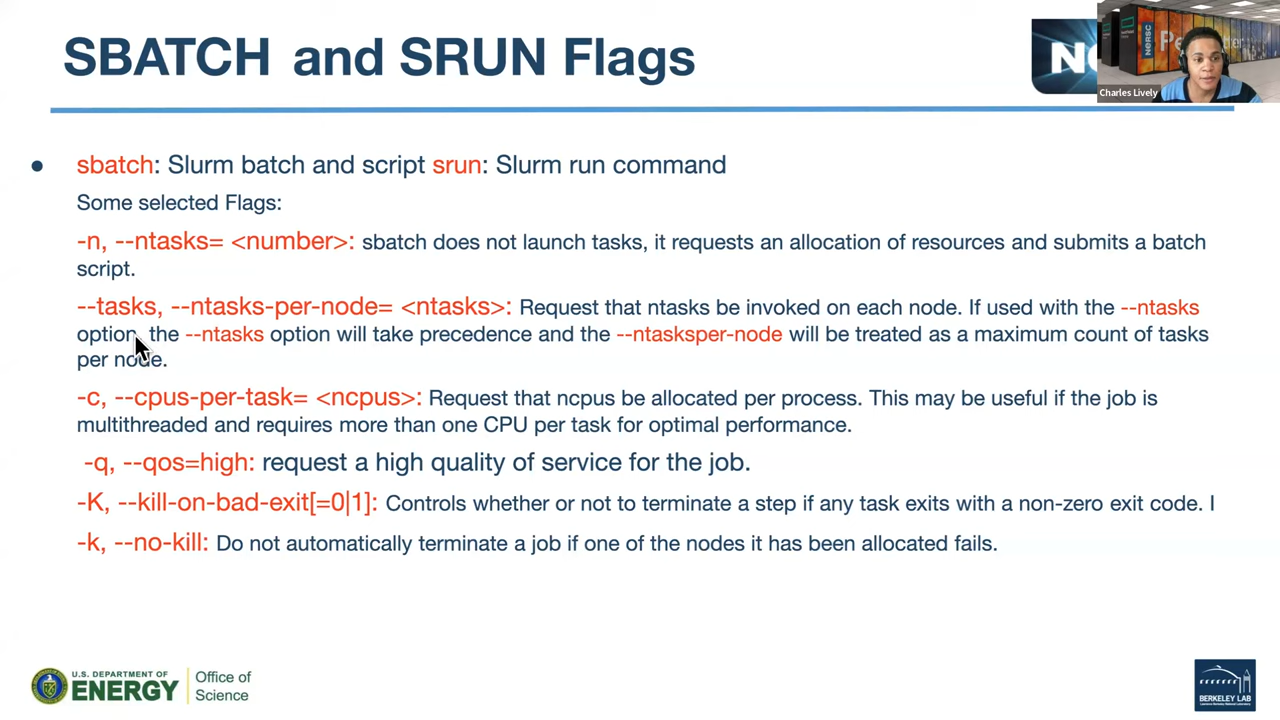 SBATCH and SRUN Flags
NERSC
Charles Lively
● sbatch: Slurm batch and script srun: Slurm run command
Some selected Flags:
-n, --ntasks= <number>: sbatch does not launch tasks, it requests an allocation of resources and submits a batch
script.
--tasks, --ntasks-per-node= <ntasks>: Request that ntasks be invoked on each node. If used with the --ntasks
option, the --ntasks option will take precedence and the --ntasksper-node will be treated as a maximum count of tasks
per node.
-c, --cpus-per-task= <ncpus>: Request that ncpus be allocated per process. This may be useful if the job is
multithreaded and requires more than one CPU per task for optimal performance.
-q, --qos=high: request a high quality of service for the job.
-K, --kill-on-bad-exit[=0|1]: Controls whether or not to terminate a step if any task exits with a non-zero exit code. I
-k, --no-kill: Do not automatically terminate a job if one of the nodes it has been allocated fails.
U.S. DEPARTMENT OF
ENERGY
Office of
Science
BERKELEY LAB